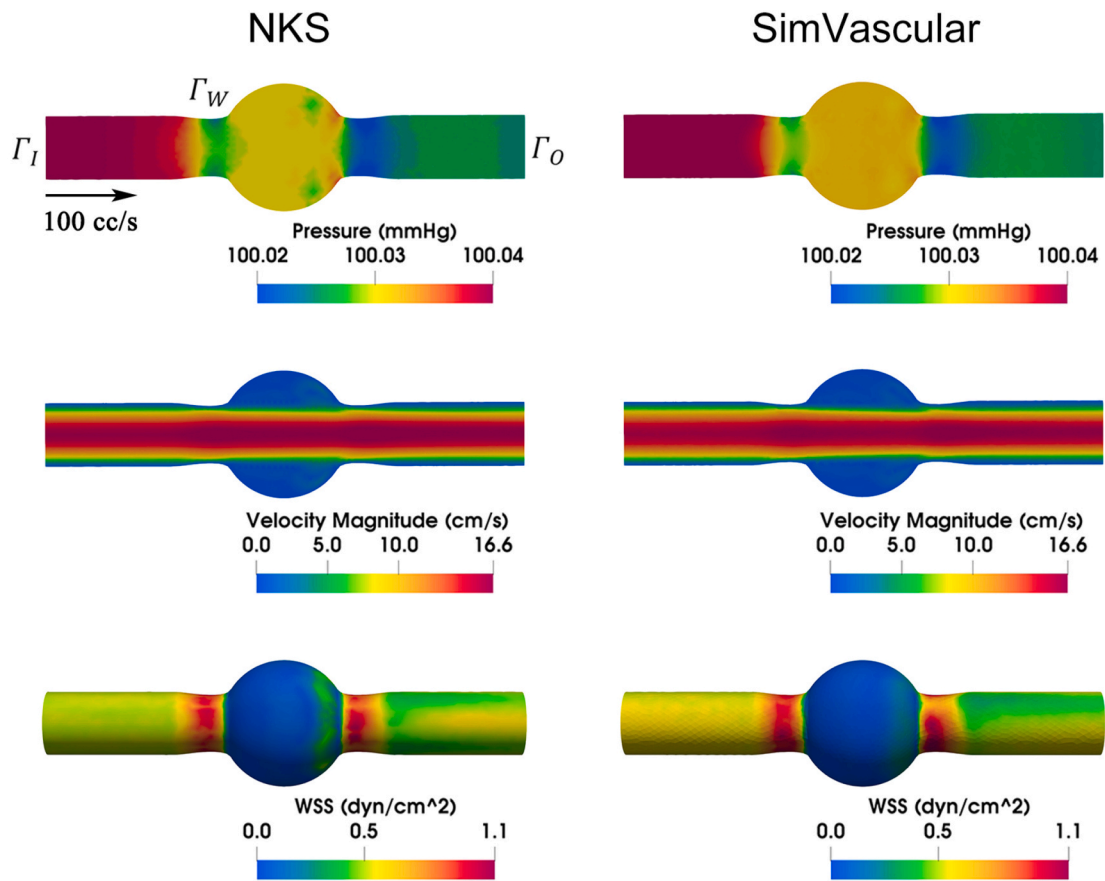 NKS SimVascular
Γ_W
Γ_I Γ_O
100 cc/s
Pressure (mmHg) Pressure (mmHg)
100.02 100.03 100.04 100.02 100.03 100.04
Velocity Magnitude (cm/s) Velocity Magnitude (cm/s)
0.0 5.0 10.0 16.6 0.0 5.0 10.0 16.6
WSS (dyn/cm^2) WSS (dyn/cm^2)
0.0 0.5 1.1 0.0 0.5 1.1